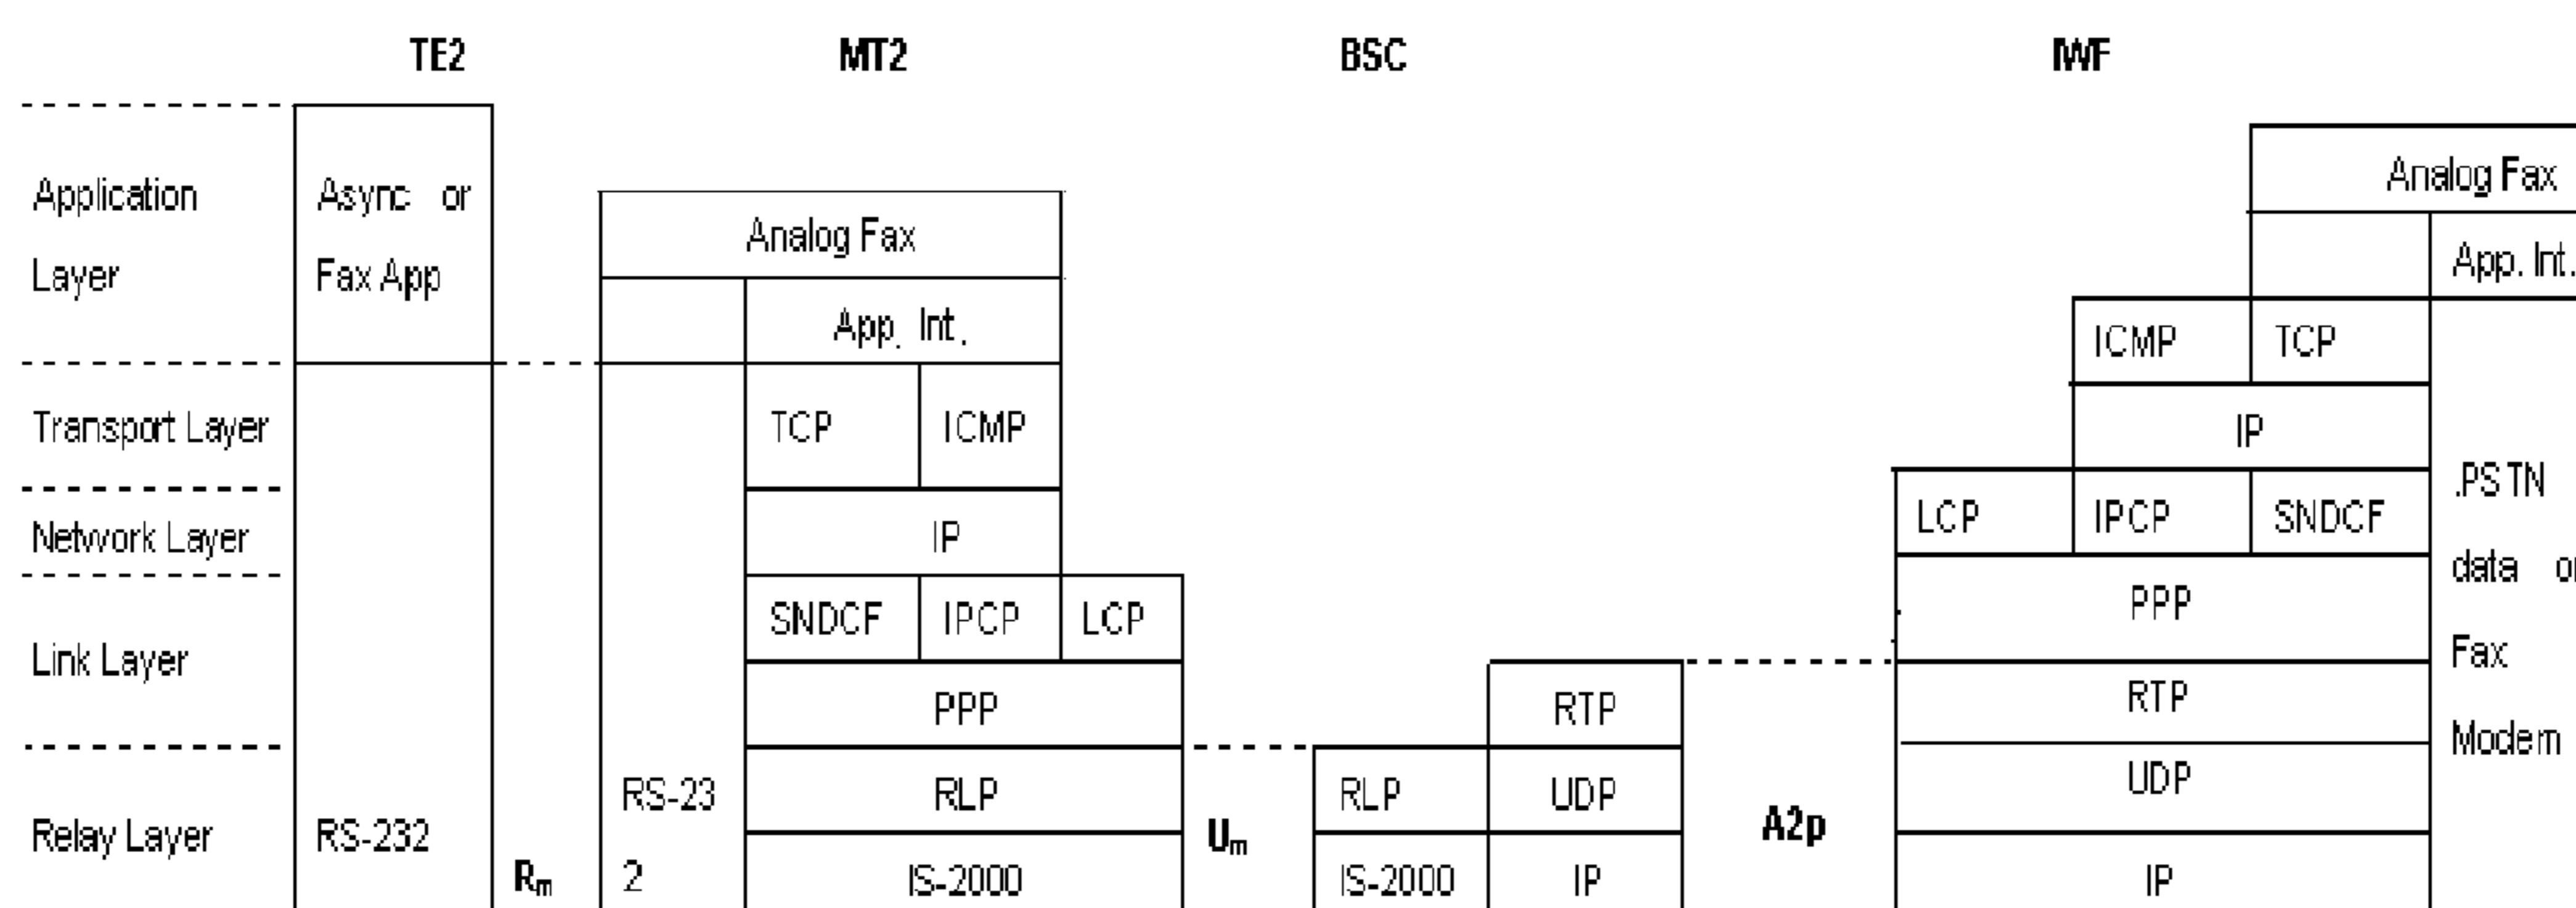 TE2 MT2 BSC IWF
Application
Layer
Transport Layer
Network Layer
Link Layer
Relay Layer
Async or
Fax App
RS-232
Rm
Analog Fax
App. Int.
TCP ICMP
IP
SNDCF IPCP LCP
PPP
RS-23
2
RLP
IS-2000
Um
RLP
IS-2000
RTP
UDP
IP
A2p
Analog Fax
App. Int.
ICMP TCP
IP
LCP IPCP SNDCF
PPP
RTP
UDP
IP
.PSTN
data or
Fax
Modem